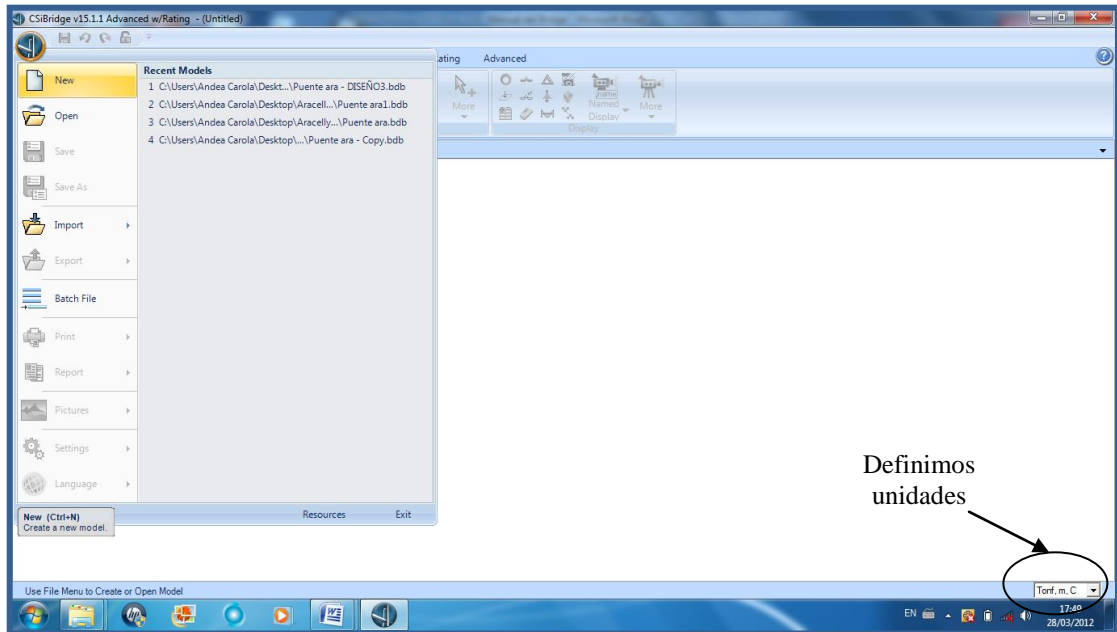 CSiBridge v15.1.1 Advanced w/Rating - (Untitled)
ating Advanced
New
Open
Save
Save As
Import
Export
Batch File
Print
Report
Pictures
Settings
Language
Recent Models
1 C:\Users\Andea Carola\Deskt...\Puente ara - DISEÑO3.bdb
2 C:\Users\Andea Carola\Desktop\Aracell...\Puente ara1.bdb
3 C:\Users\Andea Carola\Desktop\Aracelly...\Puente ara.bdb
4 C:\Users\Andea Carola\Desktop\...\Puente ara - Copy.bdb
More
name
Named
Display
More
Display
Resources Exit
New (Ctrl+N)
Create a new model.
Definimos
unidades
Use File Menu to Create or Open Model
Tonf, m, C
EN
17:49
28/03/2012